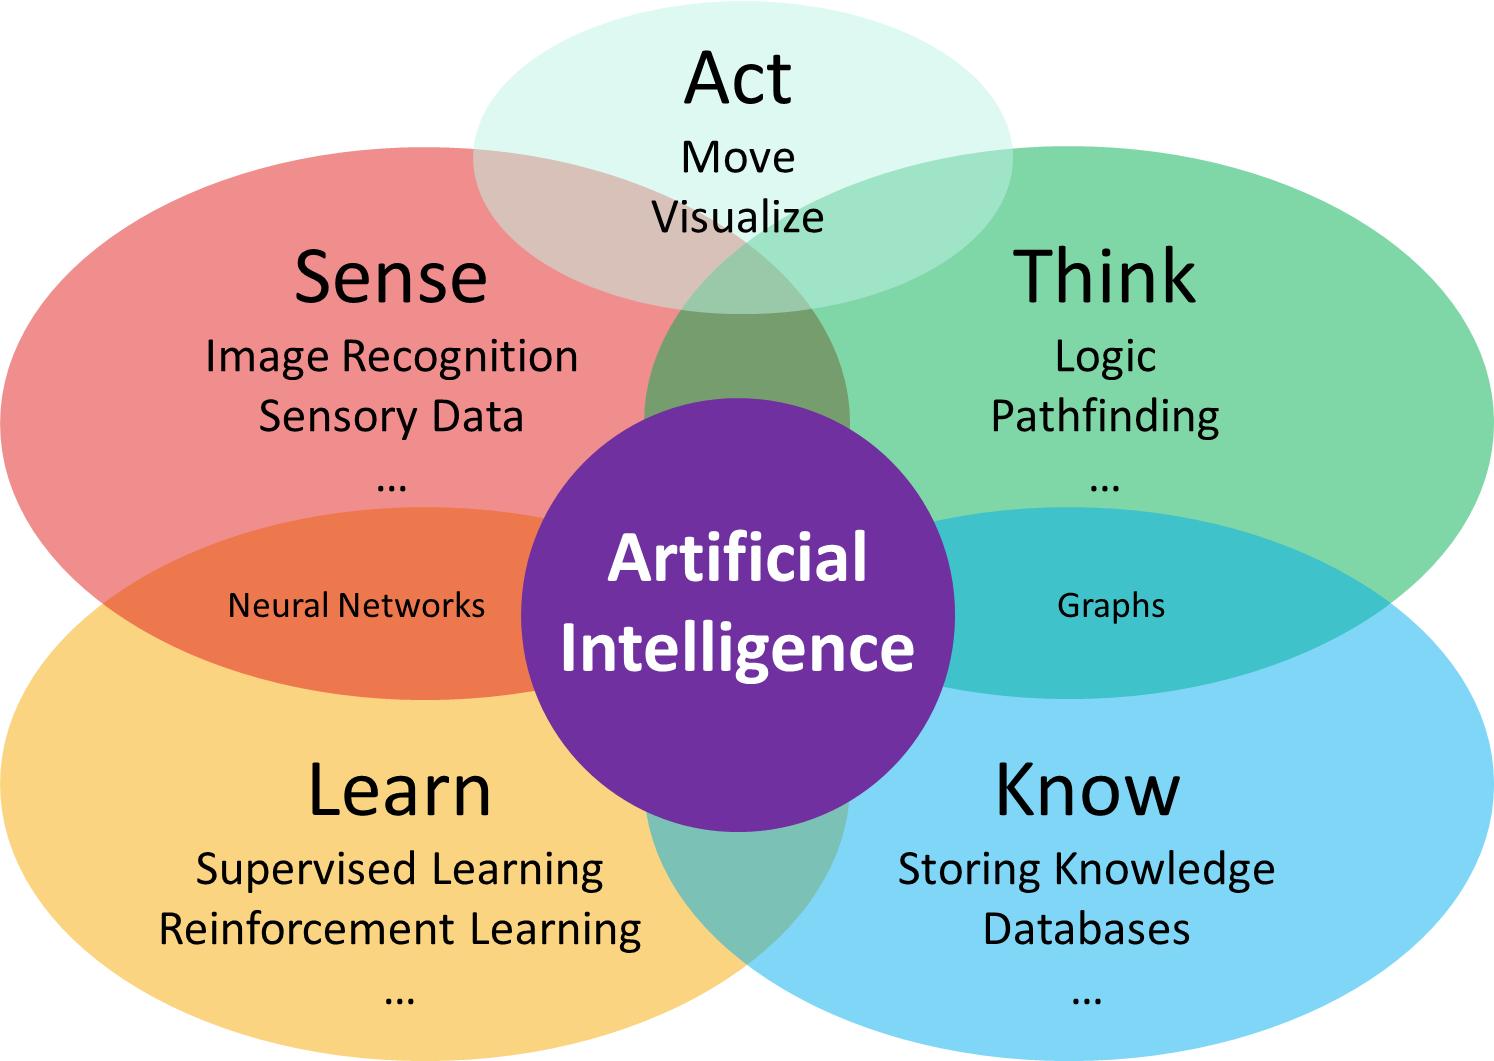 Act
Move
Visualize
Sense
Image Recognition
Sensory Data
...
Think
Logic
Pathfinding
...
Neural Networks
Artificial
Intelligence
Graphs
Learn
Supervised Learning
Reinforcement Learning
...
Know
Storing Knowledge
Databases
...